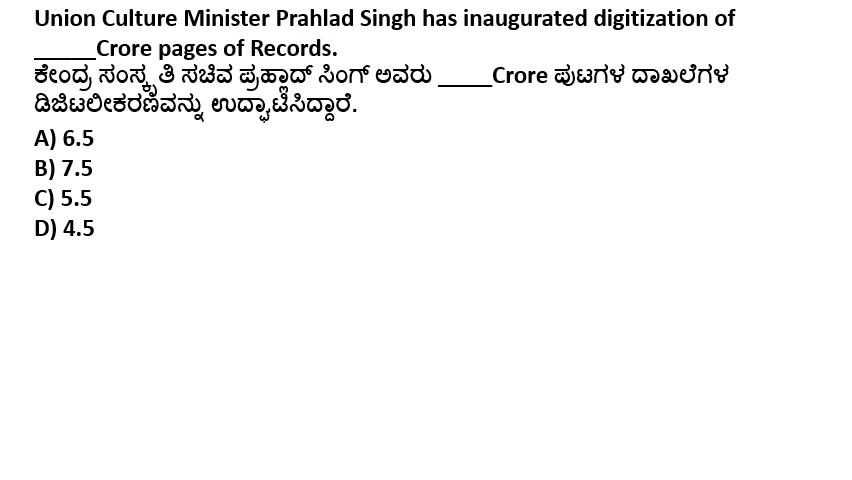 Union Culture Minister Prahlad Singh has inaugurated digitization of
_____Crore pages of Records.
ಕೇಂದ್ರ ಸಂಸ್ಕೃತಿ ಸಚಿವ ಪ್ರಹ್ಲಾದ್ ಸಿಂಗ್ ಅವರು _____Crore ಪುಟಗಳ ದಾಖಲೆಗಳ
ಡಿಜಿಟಲೀಕರಣವನ್ನು ಉದ್ಘಾಟಿಸಿದ್ದಾರೆ.
A) 6.5
B) 7.5
C) 5.5
D) 4.5